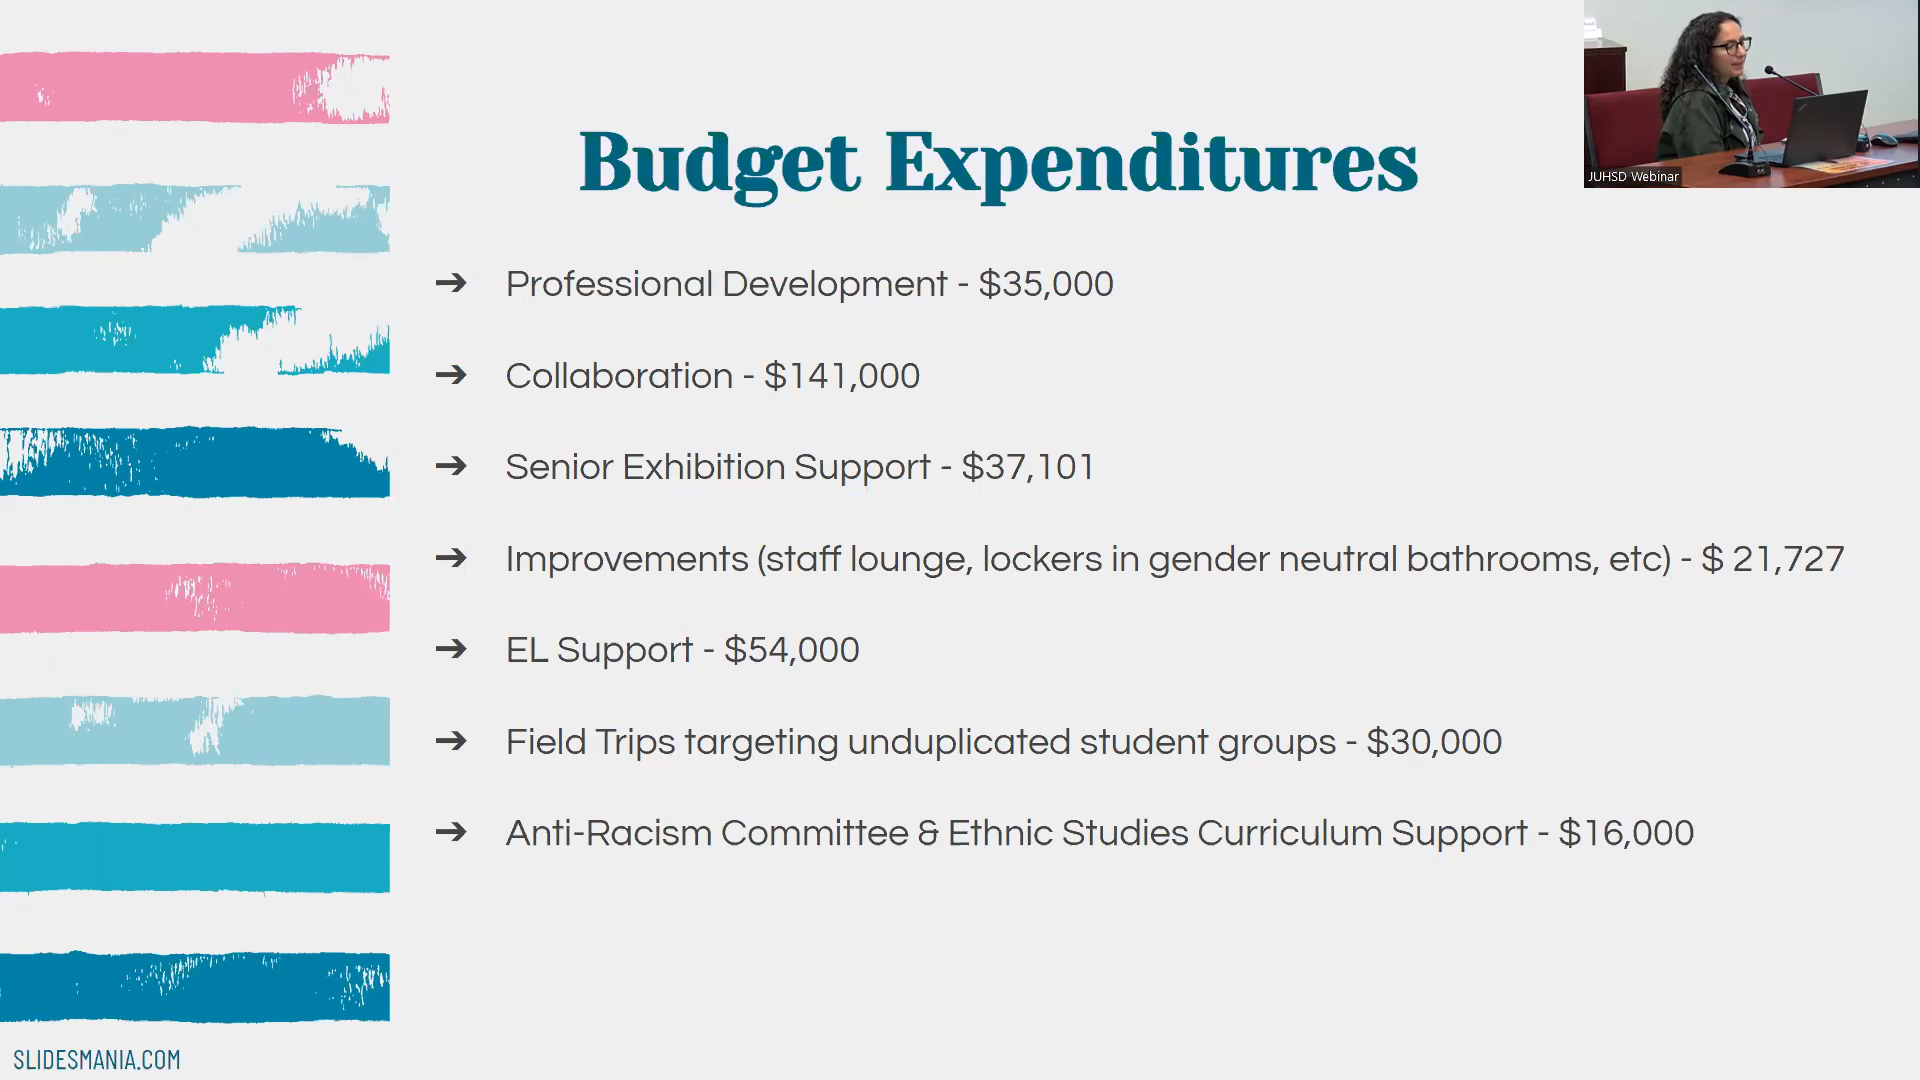 Budget Expenditures
➔ Professional Development - $35,000
➔ Collaboration - $141,000
➔ Senior Exhibition Support - $37,101
➔ Improvements (staff lounge, lockers in gender neutral bathrooms, etc) - $ 21,727
➔ EL Support - $54,000
➔ Field Trips targeting unduplicated student groups - $30,000
➔ Anti-Racism Committee & Ethnic Studies Curriculum Support - $16,000
JUHSD Webinar
SLIDESMANIA.COM